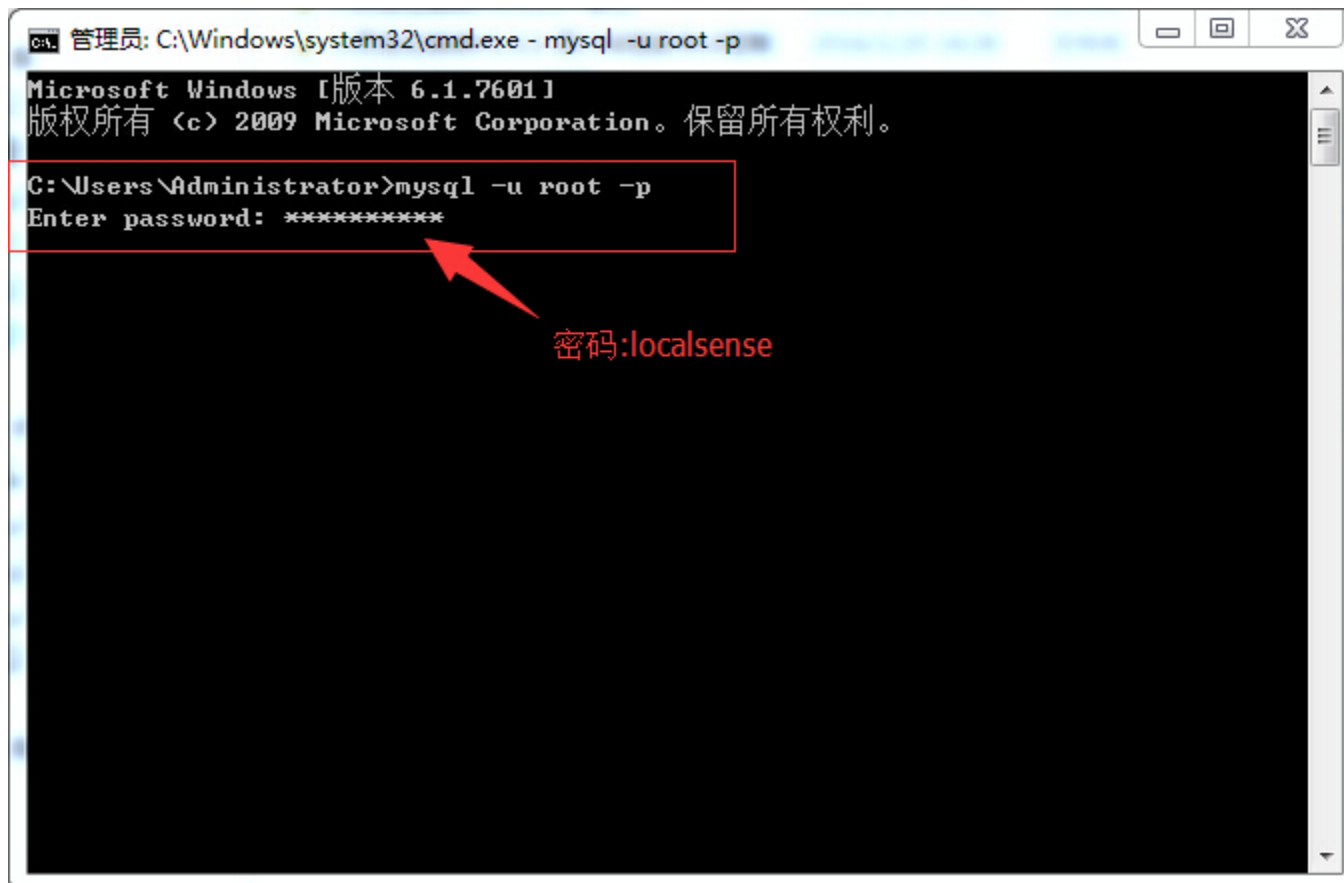 管理员: C:\Windows\system32\cmd.exe - mysql  -u root -p
Microsoft Windows [版本 6.1.7601]
版权所有 (c) 2009 Microsoft Corporation。保留所有权利。
C:\Users\Administrator>mysql -u root -p
Enter password: **********
密码:localsense